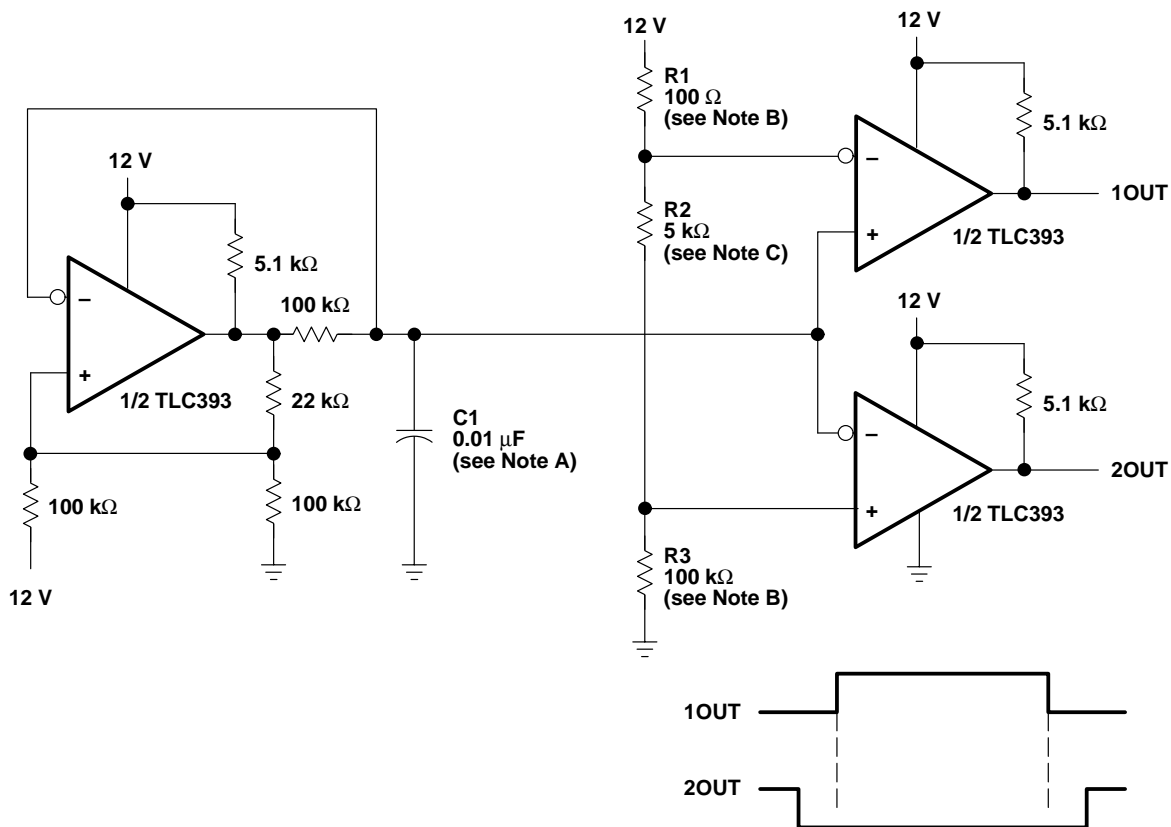 12 V
5.1 kΩ
100 kΩ
−
+
1/2 TLC393
22 kΩ
100 kΩ
100 kΩ
12 V
C1
0.01 μF
(see Note A)
12 V
R1
100 Ω
(see Note B)
R2
5 kΩ
(see Note C)
R3
100 kΩ
(see Note B)
12 V
5.1 kΩ
−
+
1OUT
1/2 TLC393
12 V
5.1 kΩ
−
+
2OUT
1/2 TLC393
1OUT
2OUT